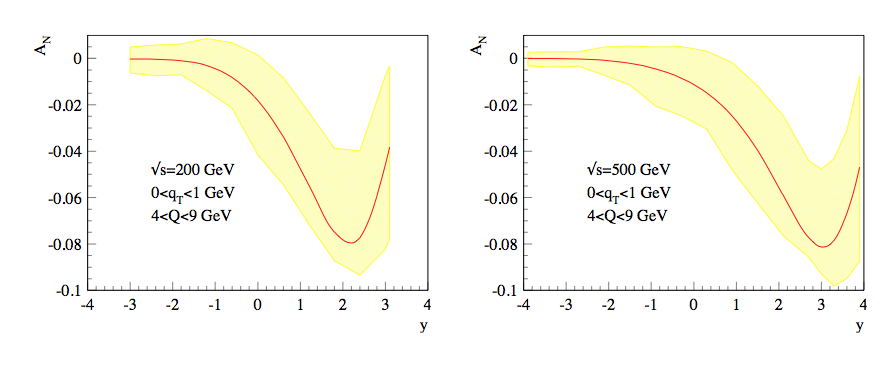 A_N
0
-0.02
-0.04
-0.06
-0.08
-0.1
√s=200 GeV
0<q_T<1 GeV
4<Q<9 GeV
-4 -3 -2 -1 0 1 2 3 4
y
A_N
0
-0.02
-0.04
-0.06
-0.08
-0.1
√s=500 GeV
0<q_T<1 GeV
4<Q<9 GeV
-4 -3 -2 -1 0 1 2 3 4
y